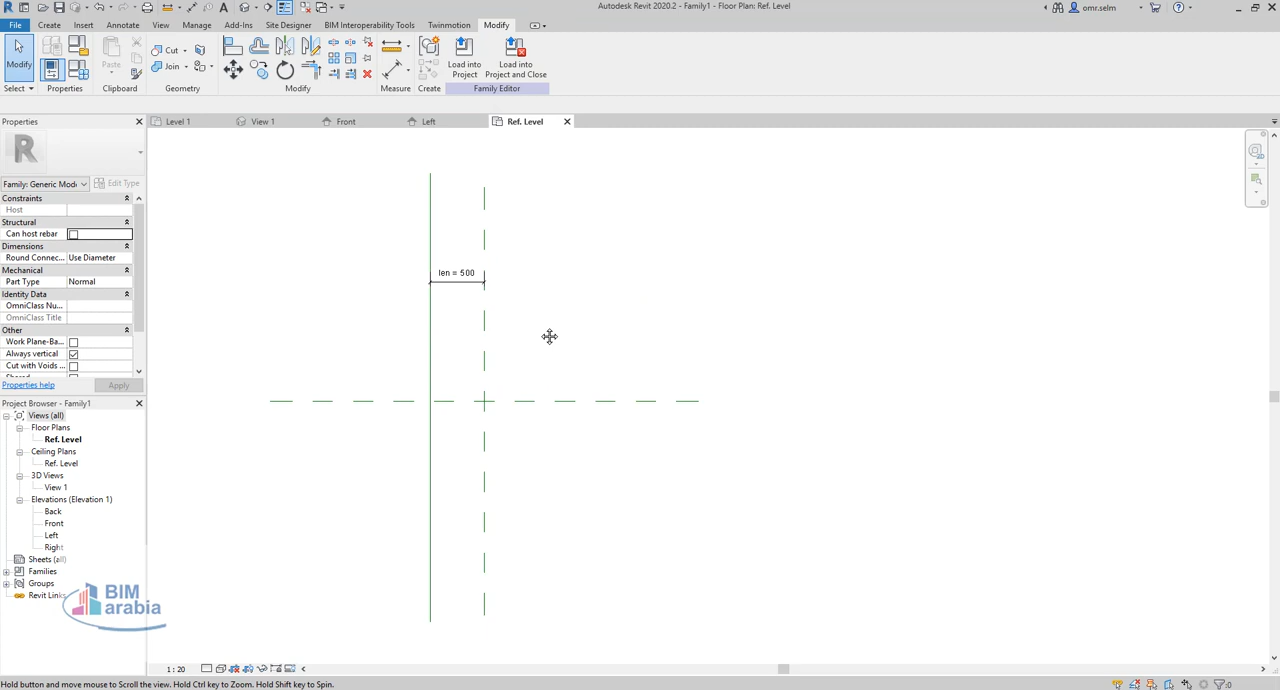 Autodesk Revit 2020.2 - Family1 - Floor Plan: Ref. Level
omr.selm
File Create Insert Annotate View Manage Add-Ins Site Designer BIM Interoperability Tools Twinmotion Modify
Modify Paste Cut Join Load into Project Load into Project and Close
Select Properties Clipboard Geometry Modify Measure Create Family Editor
Properties
Level 1 View 1 Front Left Ref. Level
R
Family: Generic Mode Edit Type
Constraints
Host
Structural
Can host rebar
Dimensions
Round Connec... Use Diameter
Mechanical
Part Type Normal
Identity Data
OmniClass Nu...
OmniClass Title
Other
Work Plane-Ba...
Always vertical
Cut with Voids
Properties help Apply
Project Browser - Family1
Views (all)
Floor Plans
Ref. Level
Ceiling Plans
Ref. Level
3D Views
View 1
Elevations (Elevation 1)
Back
Front
Left
Right
Sheets (all)
Families
Groups
Revit Links
BIM
arabia
len = 500
1 : 20
Hold button and move mouse to Scroll the view. Hold Ctrl key to Zoom. Hold Shift key to Spin.
:0